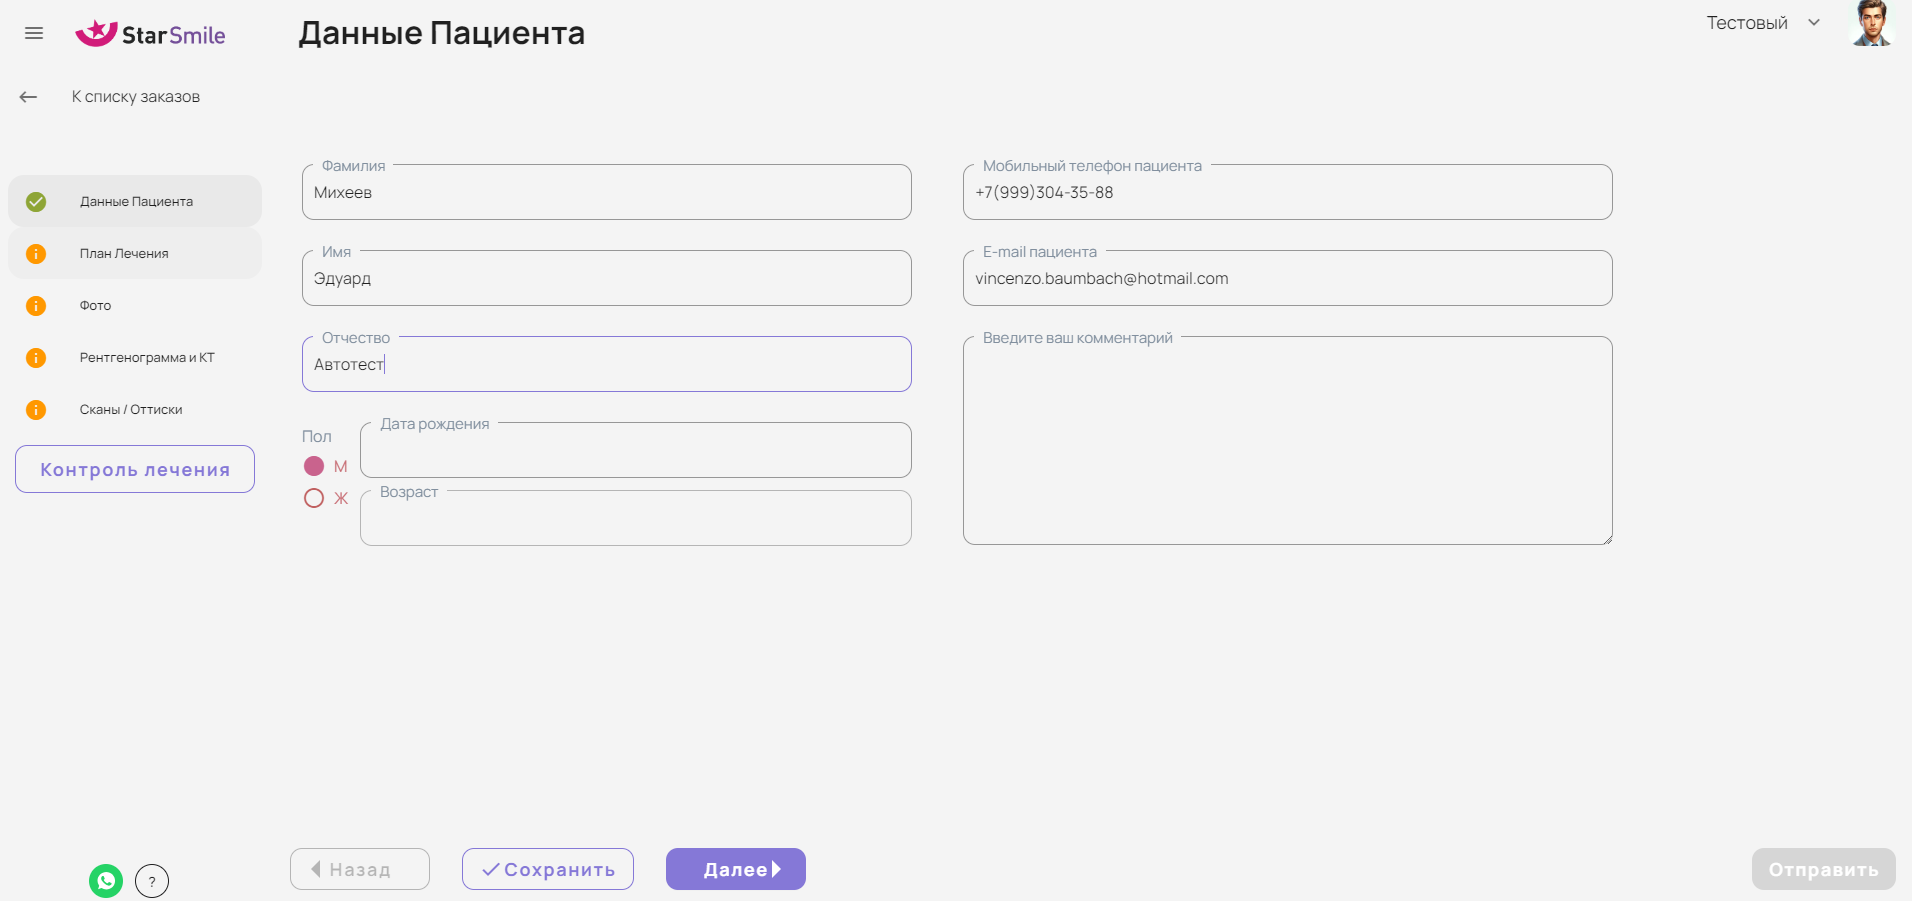 StarSmile
Данные Пациента
Тестовый
К списку заказов
Данные Пациента
План Лечения
Фото
Рентгенограмма и КТ
Сканы / Оттиски
Контроль лечения
Фамилия
Михеев
Имя
Эдуард
Отчество
Автотест
Пол
М
Ж
Дата рождения
Возраст
Мобильный телефон пациента
+7(999)304-35-88
E-mail пациента
vincenzo.baumbach@hotmail.com
Введите ваш комментарий
?
Назад
Сохранить
Далее
Отправить